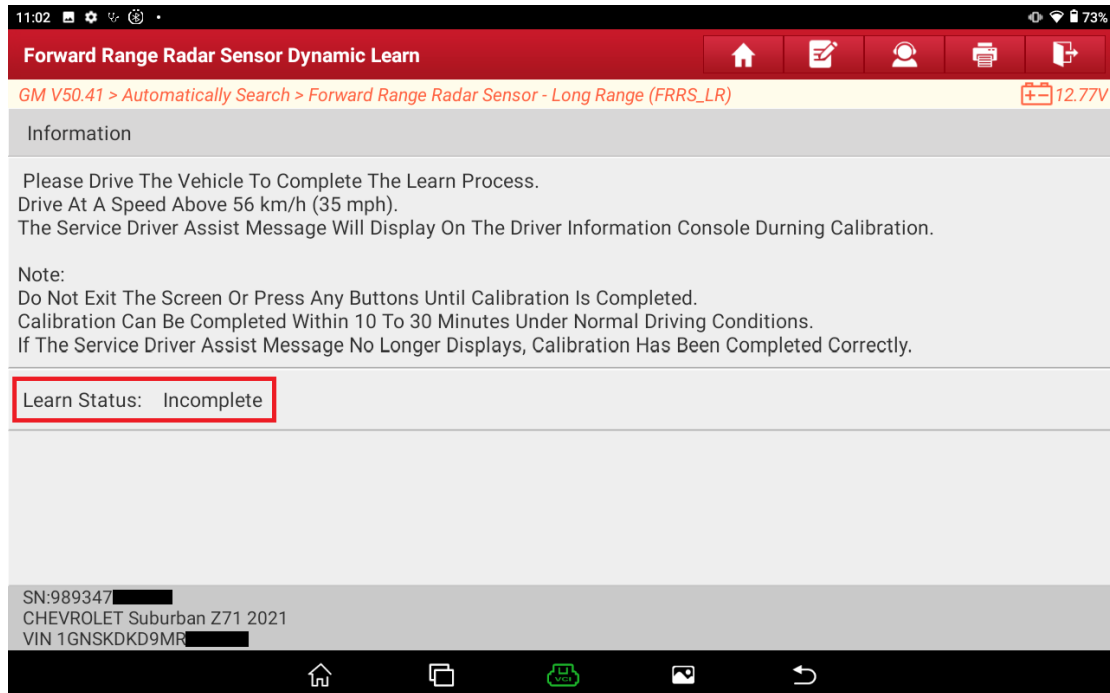 11:02 73%
Forward Range Radar Sensor Dynamic Learn
GM V50.41 > Automatically Search > Forward Range Radar Sensor - Long Range (FRRS_LR) 12.77V
Information
Please Drive The Vehicle To Complete The Learn Process.
Drive At A Speed Above 56 km/h (35 mph).
The Service Driver Assist Message Will Display On The Driver Information Console Durning Calibration.
Note:
Do Not Exit The Screen Or Press Any Buttons Until Calibration Is Completed.
Calibration Can Be Completed Within 10 To 30 Minutes Under Normal Driving Conditions.
If The Service Driver Assist Message No Longer Displays, Calibration Has Been Completed Correctly.
Learn Status: Incomplete
SN:989347
CHEVROLET Suburban Z71 2021
VIN 1GNSKDKD9MR
VCI